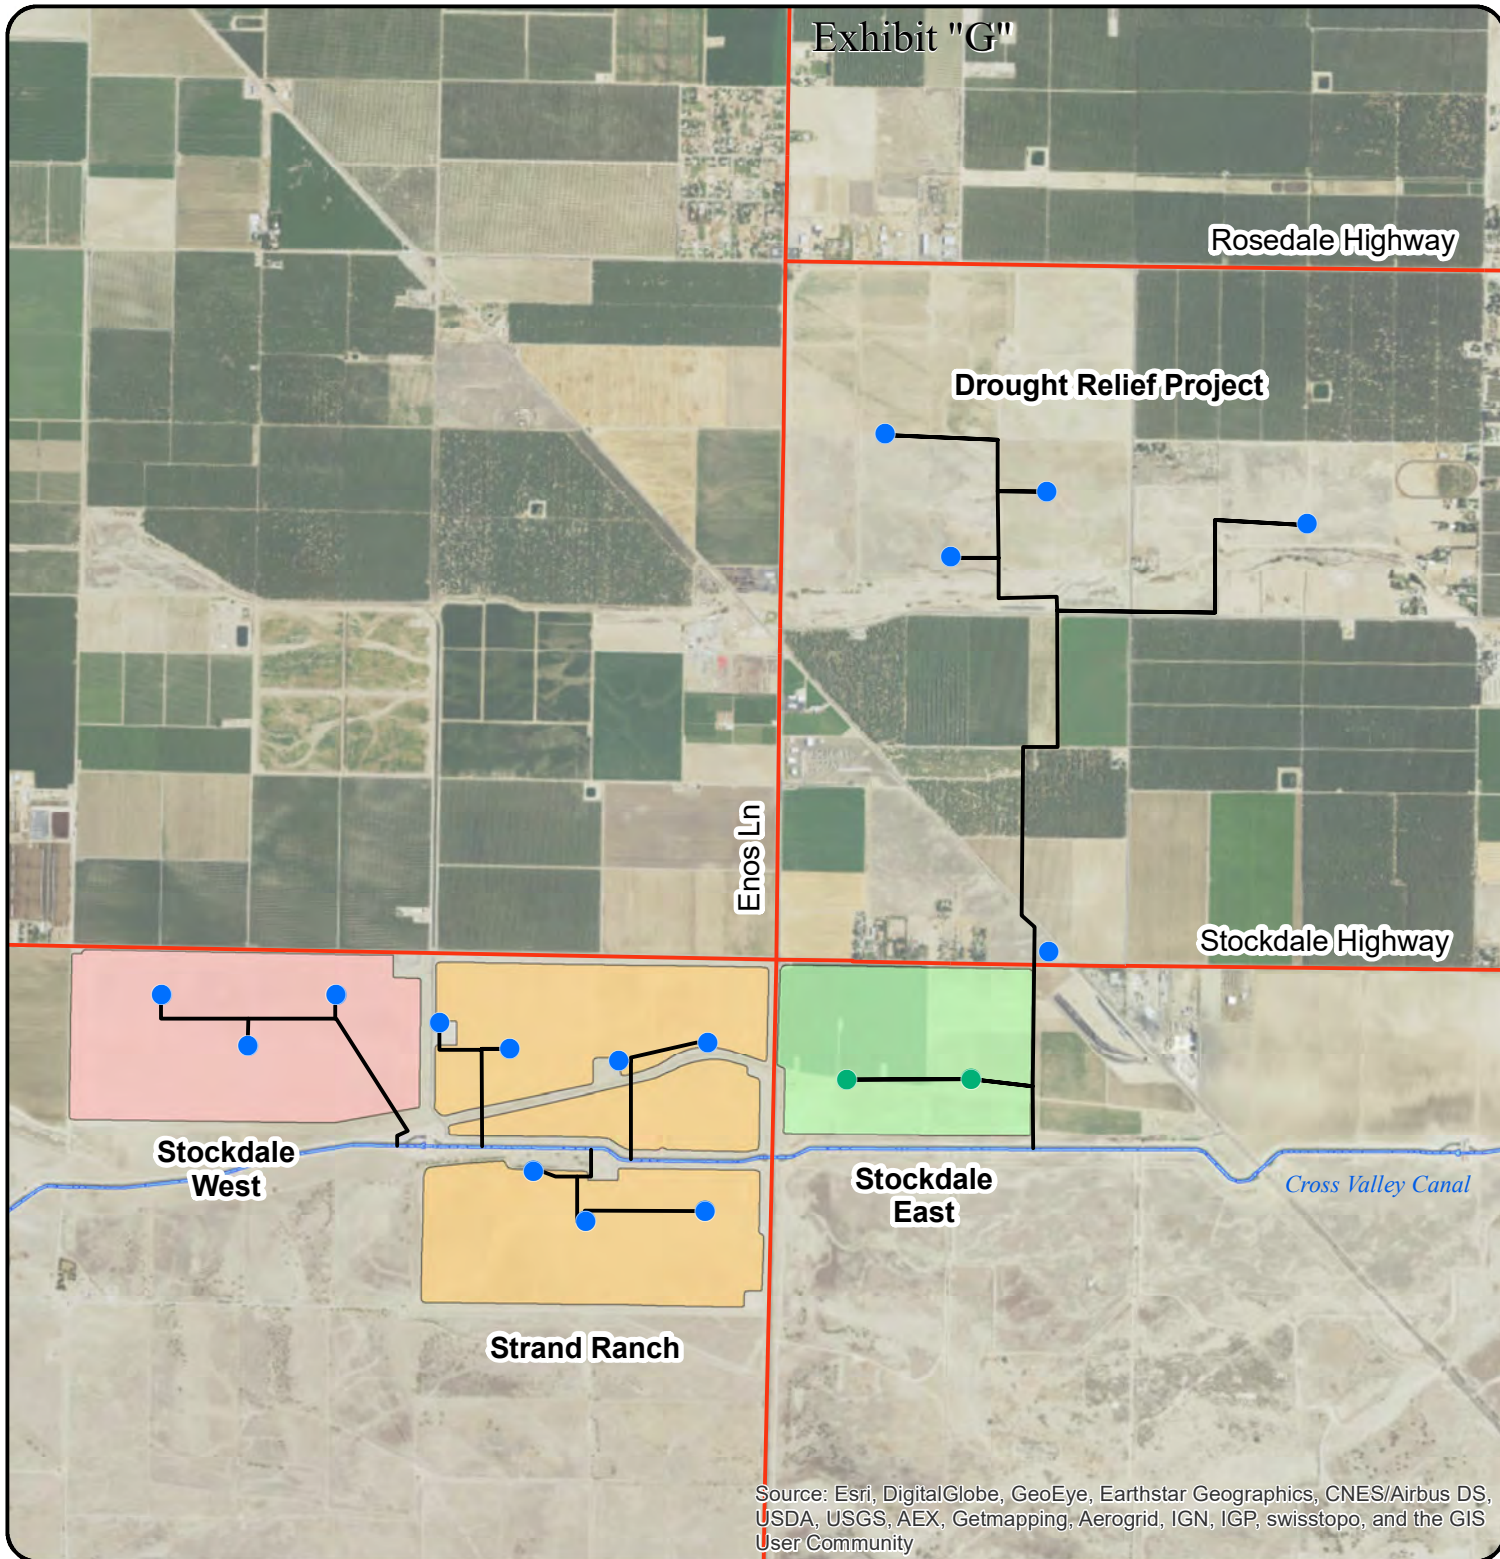 Exhibit "G"
Rosedale Highway
Drought Relief Project
Enos Ln
Stockdale Highway
Stockdale
West
Stockdale
East
Cross Valley Canal
Strand Ranch
Source: Esri, DigitalGlobe, GeoEye, Earthstar Geographics, CNES/Airbus DS,
USDA, USGS, AEX, Getmapping, Aerogrid, IGN, IGP, swisstopo, and the GIS
User Community